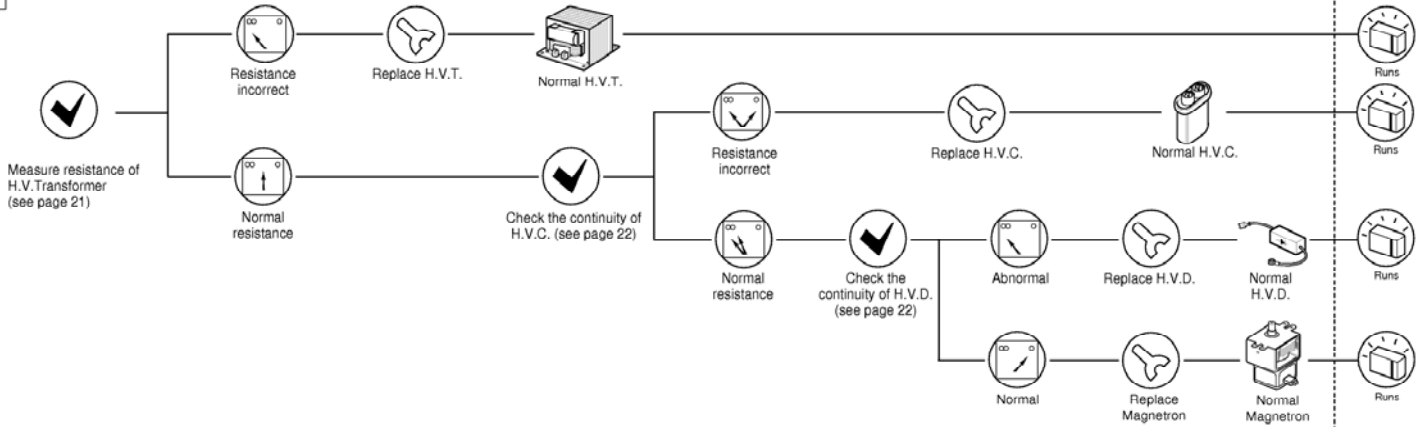 Resistance
incorrect
Replace H.V.T.
Normal H.V.T.
Runs
Measure resistance of
H.V.Transformer
(see page 21)
Normal
resistance
Check the continuity of
H.V.C. (see page 22)
Resistance
incorrect
Replace H.V.C.
Normal H.V.C.
Runs
Normal
resistance
Check the
continuity of H.V.D.
(see page 22)
Abnormal
Replace H.V.D.
Normal
H.V.D.
Runs
Normal
Replace
Magnetron
Normal
Magnetron
Runs